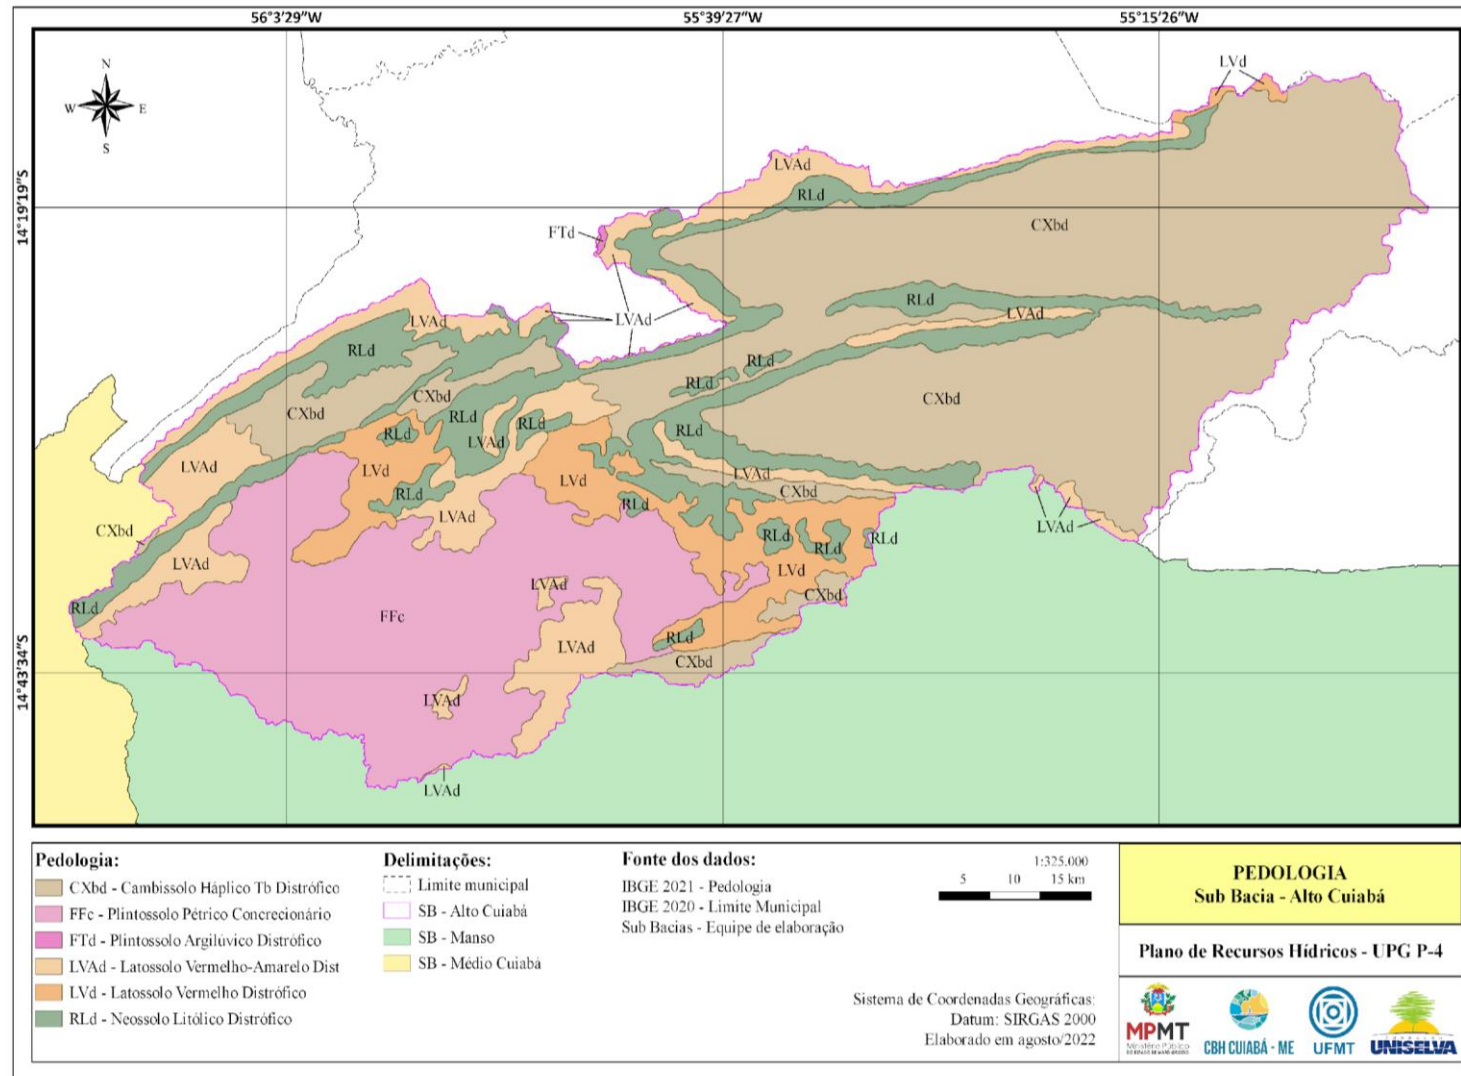 56°3'29"W
55°39'27"W
55°15'26"W
14°19'19"S
14°43'34"S
N
W
E
S
LVd
LVAd
RLd
CXbd
FTd
RLd
LVAd
LVAd
LVAd
RLd
RLd
CXbd
RLd
CXbd
CXbd
RLd
RLd
RLd
RLd
LVAd
LVAd
LVd
LVAd
LVd
CXbd
RLd
RLd
LVAd
LVAd
CXbd
RLd
RLd
RLd
LVAd
LVAd
LVd
CXbd
RLd
FFc
RLd
LVAd
CXbd
LVAd
LVAd
Pedologia:
CXbd - Cambissolo Háplico Tb Distrófico
FFc - Plintossolo Pétrico Concrecionário
FTd - Plintossolo Argilúvico Distrófico
LVAd - Latossolo Vermelho-Amarelo Dist
LVd - Latossolo Vermelho Distrófico
RLd - Neossolo Litólico Distrófico
Delimitações:
Limite municipal
SB - Alto Cuiabá
SB - Manso
SB - Médio Cuiabá
Fonte dos dados:
IBGE 2021 - Pedologia
IBGE 2020 - Limite Municipal
Sub Bacias - Equipe de elaboração
1:325.000
5 10 15 km
Sistema de Coordenadas Geográficas:
Datum: SIRGAS 2000
Elaborado em agosto/2022
PEDOLOGIA
Sub Bacia - Alto Cuiabá
Plano de Recursos Hídricos - UPG P-4
MPMT
Ministério Público
CBH CUIABÁ - ME
UFMT
UNISELVA